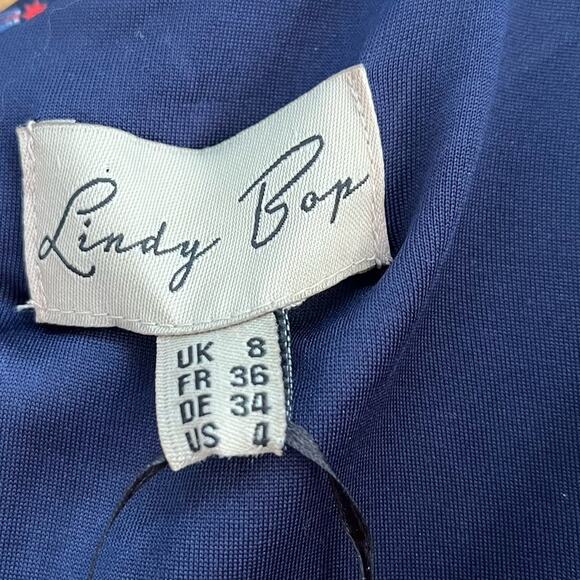 Lindy Bop
UK 8
FR 36
DE 34
US 4